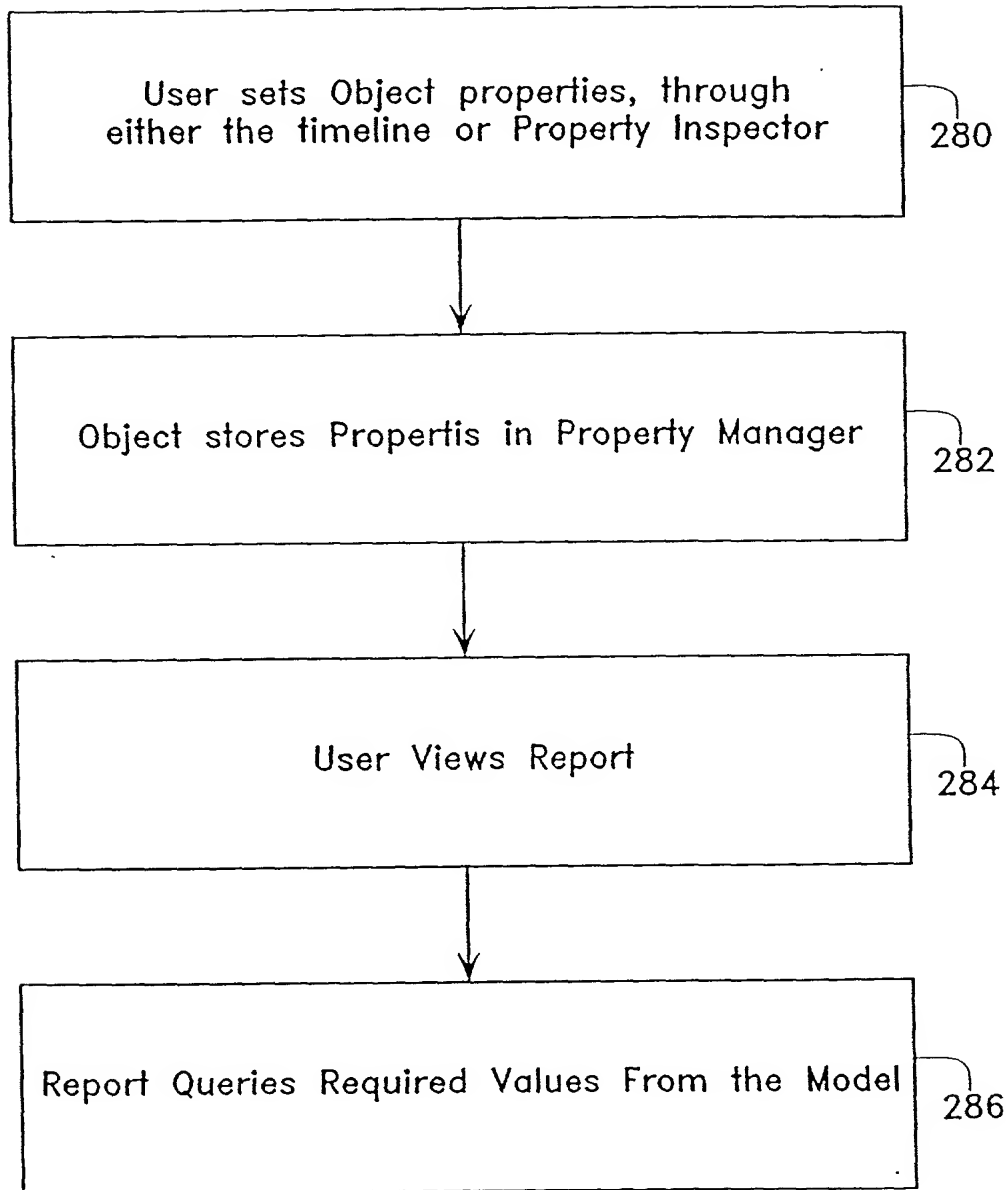 User sets Object properties, through
either the timeline or Property Inspector
280
Object stores Propertis in Property Manager
282
User Views Report
284
Report Queries Required Values From the Model
286